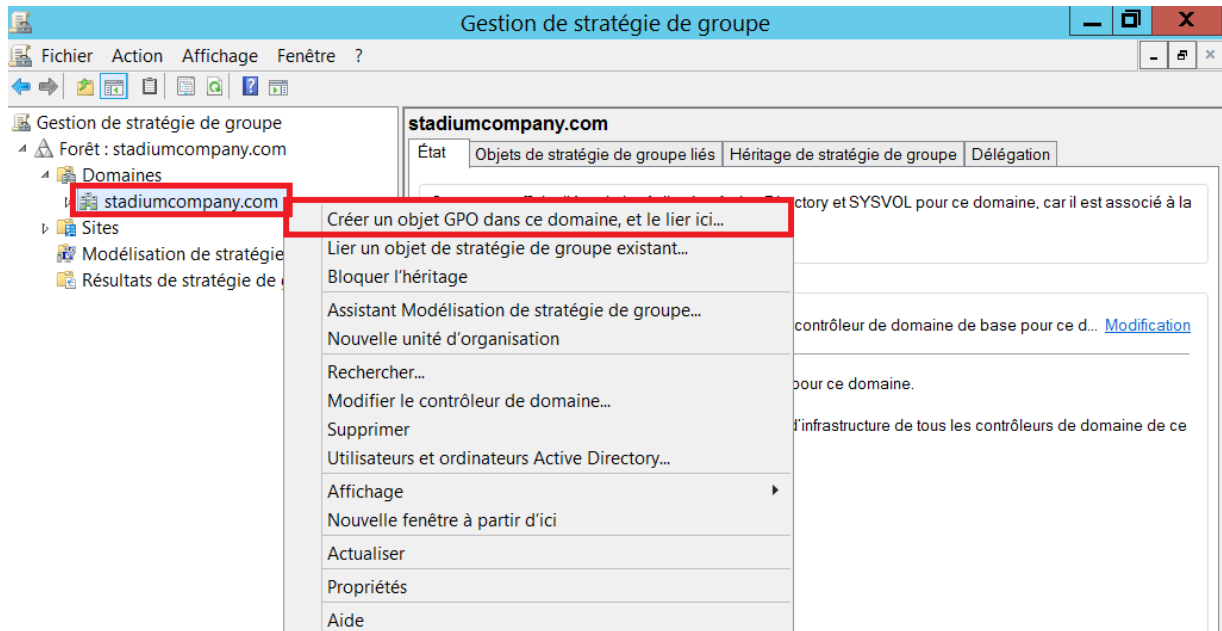 Gestion de stratégie de groupe
Fichier Action Affichage Fenêtre ?
Gestion de stratégie de groupe
Forêt : stadiumcompany.com
Domaines
stadiumcompany.com
Sites
Modélisation de stratégie
Résultats de stratégie de
stadiumcompany.com
État Objets de stratégie de groupe liés Héritage de stratégie de groupe Délégation
ctory et SYSVOL pour ce domaine, car il est associé à la
contrôleur de domaine de base pour ce d... Modification
pour ce domaine.
d'infrastructure de tous les contrôleurs de domaine de ce
Créer un objet GPO dans ce domaine, et le lier ici...
Lier un objet de stratégie de groupe existant...
Bloquer l'héritage
Assistant Modélisation de stratégie de groupe...
Nouvelle unité d'organisation
Rechercher...
Modifier le contrôleur de domaine...
Supprimer
Utilisateurs et ordinateurs Active Directory...
Affichage
Nouvelle fenêtre à partir d'ici
Actualiser
Propriétés
Aide